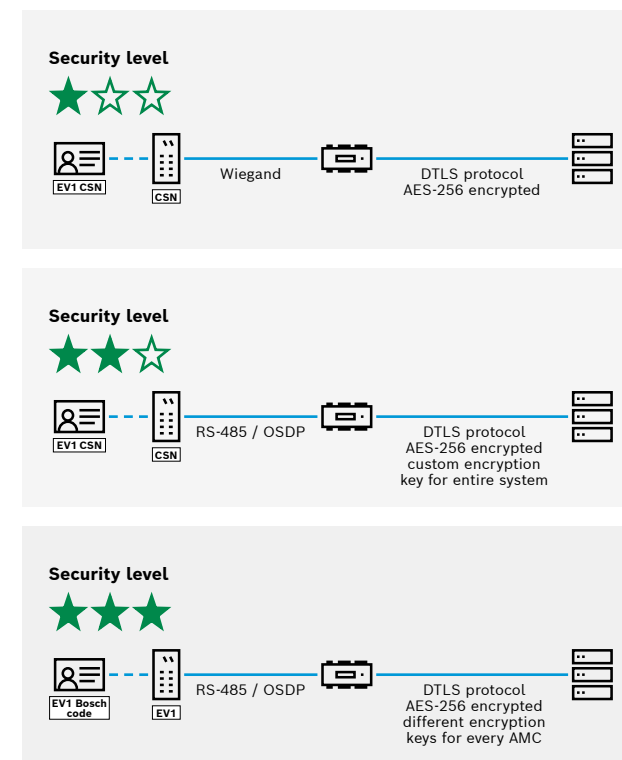 Security level
EV1 CSN
CSN
Wiegand
DTLS protocol
AES-256 encrypted
Security level
EV1 CSN
CSN
RS-485 / OSDP
DTLS protocol
AES-256 encrypted
custom encryption
key for entire system
Security level
EV1 Bosch
code
EV1
RS-485 / OSDP
DTLS protocol
AES-256 encrypted
different encryption
keys for every AMC